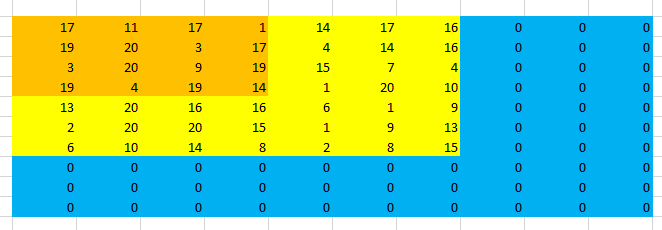 17 11 17 1 14 17 16 0 0 0
19 20 3 17 4 14 16 0 0 0
3 20 9 19 15 7 4 0 0 0
19 4 19 14 1 20 10 0 0 0
13 20 16 16 6 1 9 0 0 0
2 20 20 15 1 9 13 0 0 0
6 10 14 8 2 8 15 0 0 0
0 0 0 0 0 0 0 0 0 0
0 0 0 0 0 0 0 0 0 0
0 0 0 0 0 0 0 0 0 0